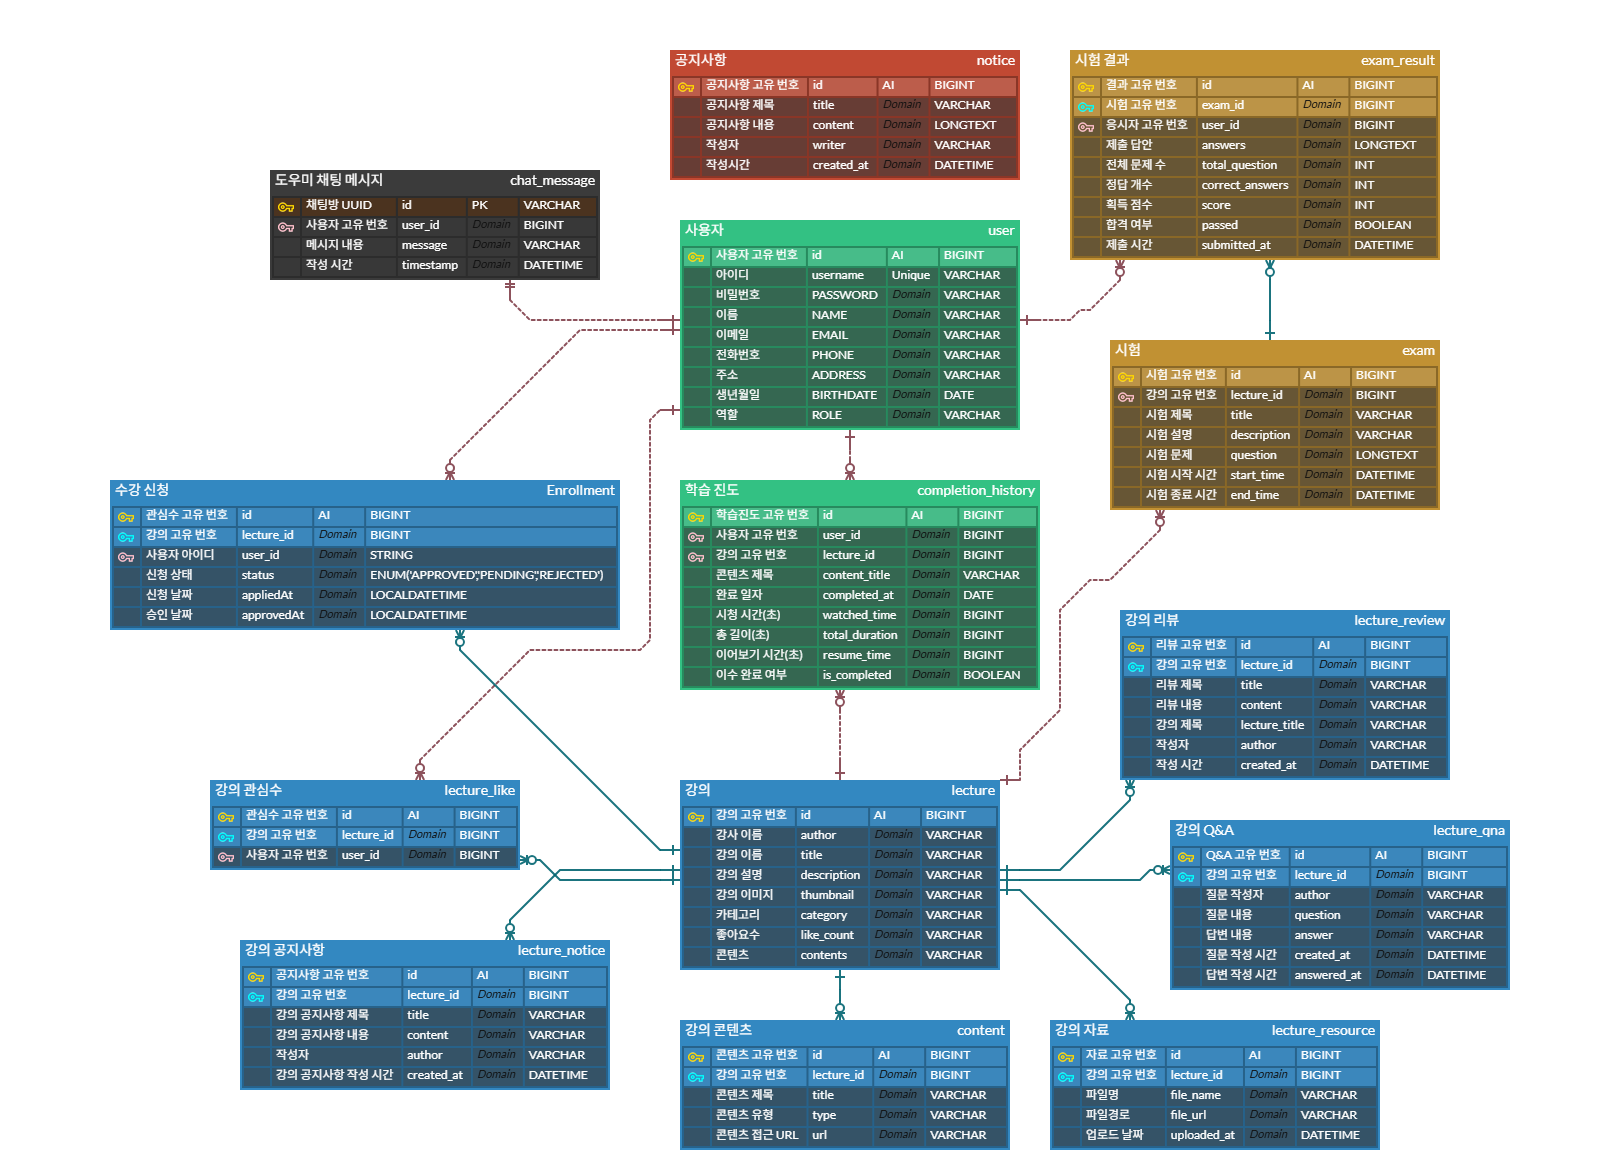 공지사항 notice
공지사항 고유 번호 id AI BIGINT
공지사항 제목 title Domain VARCHAR
공지사항 내용 content Domain LONGTEXT
작성자 writer Domain VARCHAR
작성시간 created_at Domain DATETIME
시험 결과 exam_result
결과 고유 번호 id AI BIGINT
시험 고유 번호 exam_id Domain BIGINT
응시자 고유 번호 user_id Domain BIGINT
제출 답안 answers Domain LONGTEXT
전체 문제 수 total_question Domain INT
정답 개수 correct_answers Domain INT
획득 점수 score Domain INT
합격 여부 passed Domain BOOLEAN
제출 시간 submitted_at Domain DATETIME
도우미 채팅 메시지 chat_message
채팅방 UUID id PK VARCHAR
사용자 고유 번호 user_id Domain BIGINT
메시지 내용 message Domain VARCHAR
작성 시간 timestamp Domain DATETIME
사용자 user
사용자 고유 번호 id AI BIGINT
아이디 username Unique VARCHAR
비밀번호 PASSWORD Domain VARCHAR
이름 NAME Domain VARCHAR
이메일 EMAIL Domain VARCHAR
전화번호 PHONE Domain VARCHAR
주소 ADDRESS Domain VARCHAR
생년월일 BIRTHDATE Domain DATE
역할 ROLE Domain VARCHAR
시험 exam
시험 고유 번호 id AI BIGINT
강의 고유 번호 lecture_id Domain BIGINT
시험 제목 title Domain VARCHAR
시험 설명 description Domain VARCHAR
시험 문제 question Domain LONGTEXT
시험 시작 시간 start_time Domain DATETIME
시험 종료 시간 end_time Domain DATETIME
수강 신청 Enrollment
관심수 고유 번호 id AI BIGINT
강의 고유 번호 lecture_id Domain BIGINT
사용자 아이디 user_id Domain STRING
신청 상태 status Domain ENUM('APPROVED','PENDING','REJECTED')
신청 날짜 appliedAt Domain LOCALDATETIME
승인 날짜 approvedAt Domain LOCALDATETIME
학습 진도 completion_history
학습진도 고유 번호 id AI BIGINT
사용자 고유 번호 user_id Domain BIGINT
강의 고유 번호 lecture_id Domain BIGINT
콘텐츠 제목 content_title Domain VARCHAR
완료 일자 completed_at Domain DATE
시청 시간(초) watched_time Domain BIGINT
총 길이(초) total_duration Domain BIGINT
이어보기 시간(초) resume_time Domain BIGINT
이수 완료 여부 is_completed Domain BOOLEAN
강의 리뷰 lecture_review
리뷰 고유 번호 id AI BIGINT
강의 고유 번호 lecture_id Domain BIGINT
리뷰 제목 title Domain VARCHAR
리뷰 내용 content Domain VARCHAR
강의 제목 lecture_title Domain VARCHAR
작성자 author Domain VARCHAR
작성 시간 created_at Domain DATETIME
강의 관심수 lecture_like
관심수 고유 번호 id AI BIGINT
강의 고유 번호 lecture_id Domain BIGINT
사용자 고유 번호 user_id Domain BIGINT
강의 lecture
강의 고유 번호 id AI BIGINT
강사 이름 author Domain VARCHAR
강의 이름 title Domain VARCHAR
강의 설명 description Domain VARCHAR
강의 이미지 thumbnail Domain VARCHAR
카테고리 category Domain VARCHAR
좋아요수 like_count Domain VARCHAR
콘텐츠 contents Domain VARCHAR
강의 Q&A lecture_qna
Q&A 고유 번호 id AI BIGINT
강의 고유 번호 lecture_id Domain BIGINT
질문 작성자 author Domain VARCHAR
질문 내용 question Domain VARCHAR
답변 내용 answer Domain VARCHAR
질문 작성 시간 created_at Domain DATETIME
답변 작성 시간 answered_at Domain DATETIME
강의 공지사항 lecture_notice
공지사항 고유 번호 id AI BIGINT
강의 고유 번호 lecture_id Domain BIGINT
강의 공지사항 제목 title Domain VARCHAR
강의 공지사항 내용 content Domain VARCHAR
작성자 author Domain VARCHAR
강의 공지사항 작성 시간 created_at Domain DATETIME
강의 콘텐츠 content
콘텐츠 고유 번호 id AI BIGINT
강의 고유 번호 lecture_id Domain BIGINT
콘텐츠 제목 title Domain VARCHAR
콘텐츠 유형 type Domain VARCHAR
콘텐츠 접근 URL url Domain VARCHAR
강의 자료 lecture_resource
자료 고유 번호 id AI BIGINT
강의 고유 번호 lecture_id Domain BIGINT
파일명 file_name Domain VARCHAR
파일경로 file_url Domain VARCHAR
업로드 날짜 uploaded_at Domain DATETIME